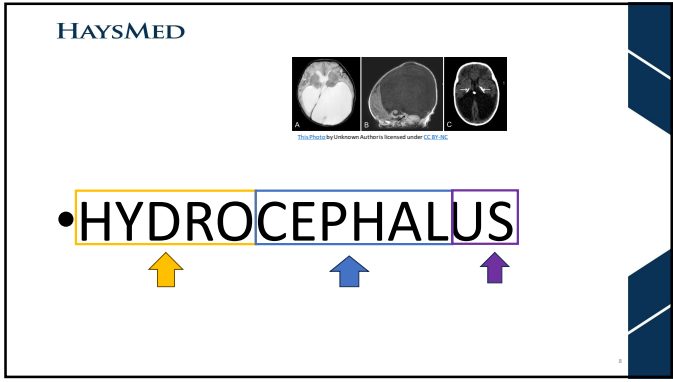 HAYSMED
A B C
This Photo by Unknown Author is licensed under CC BY-NC
•HYDROCEPHALUS
8